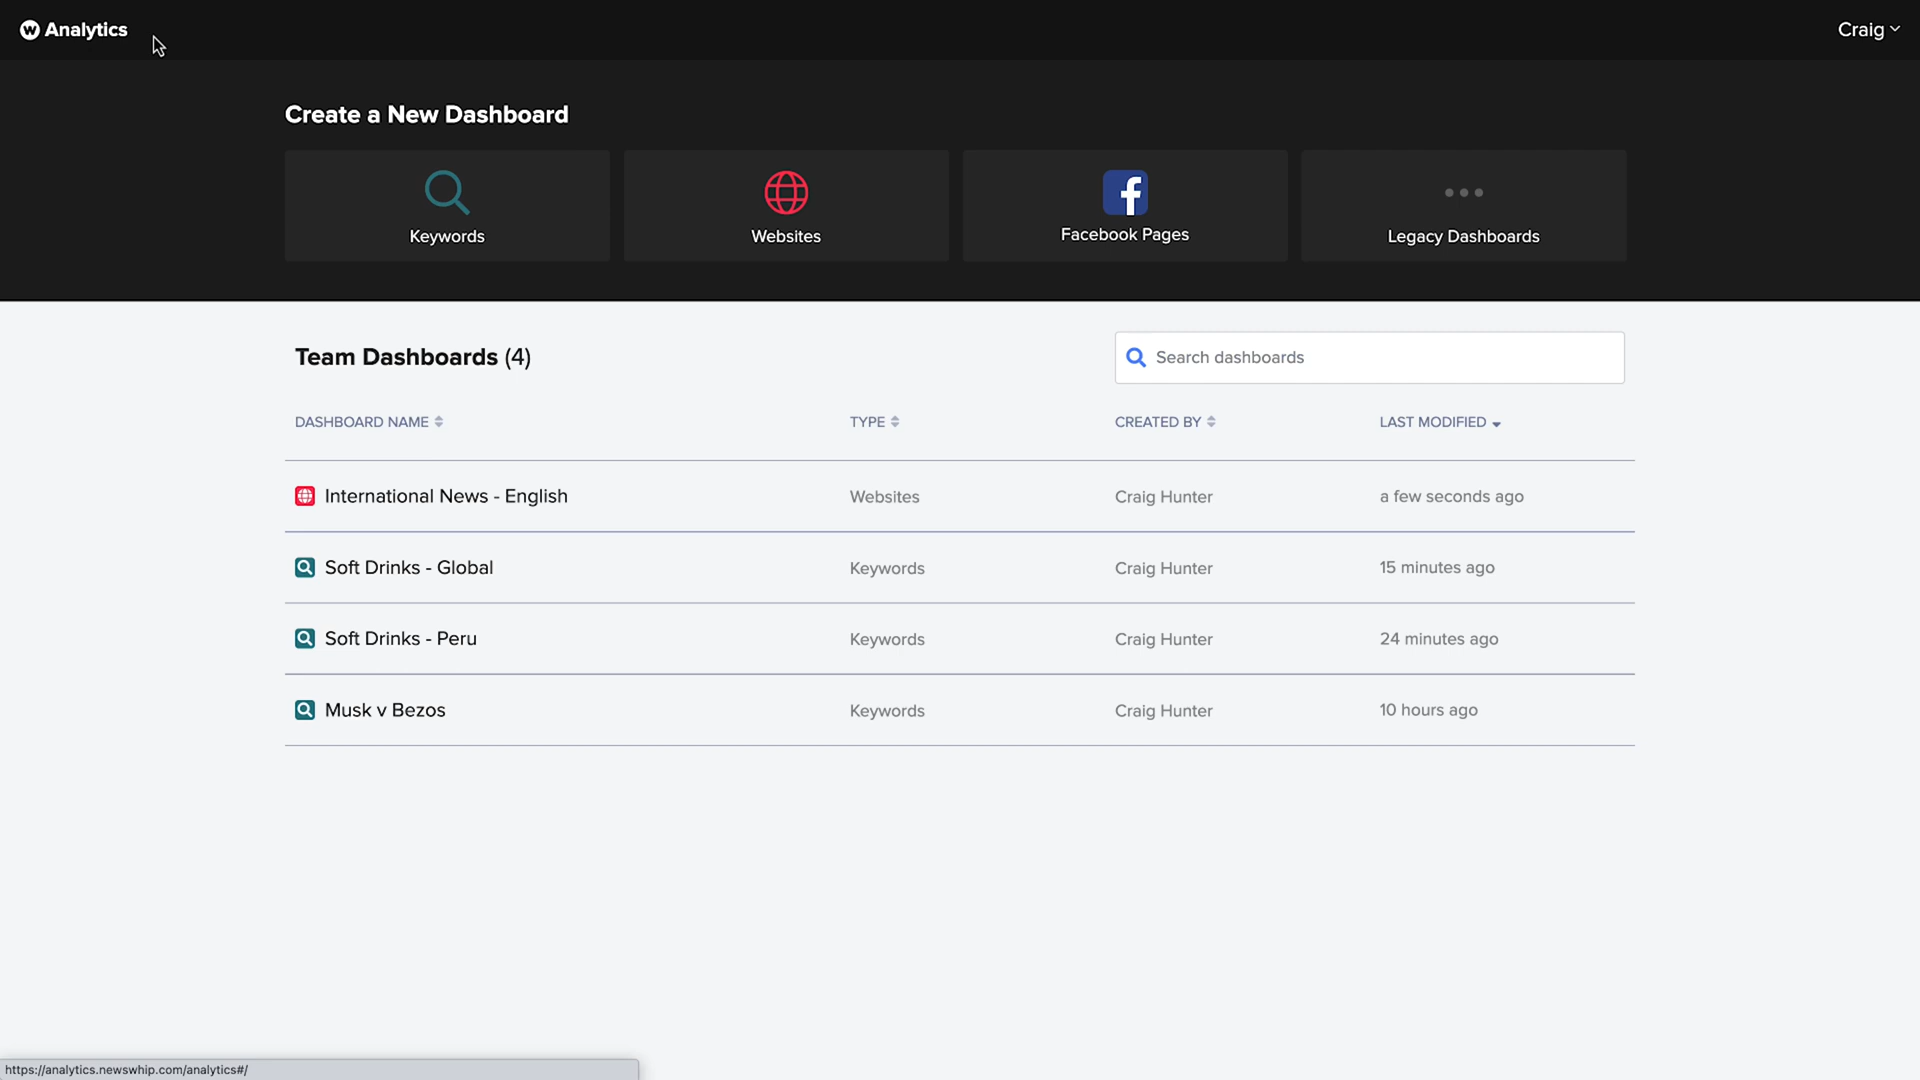 Analytics
Craig
Create a New Dashboard
Keywords
Websites
Facebook Pages
Legacy Dashboards
Team Dashboards (4)
Search dashboards
DASHBOARD NAME
TYPE
CREATED BY
LAST MODIFIED
International News - English
Websites
Craig Hunter
a few seconds ago
Soft Drinks - Global
Keywords
Craig Hunter
15 minutes ago
Soft Drinks - Peru
Keywords
Craig Hunter
24 minutes ago
Musk v Bezos
Keywords
Craig Hunter
10 hours ago
https://analytics.newswhip.com/analytics#/